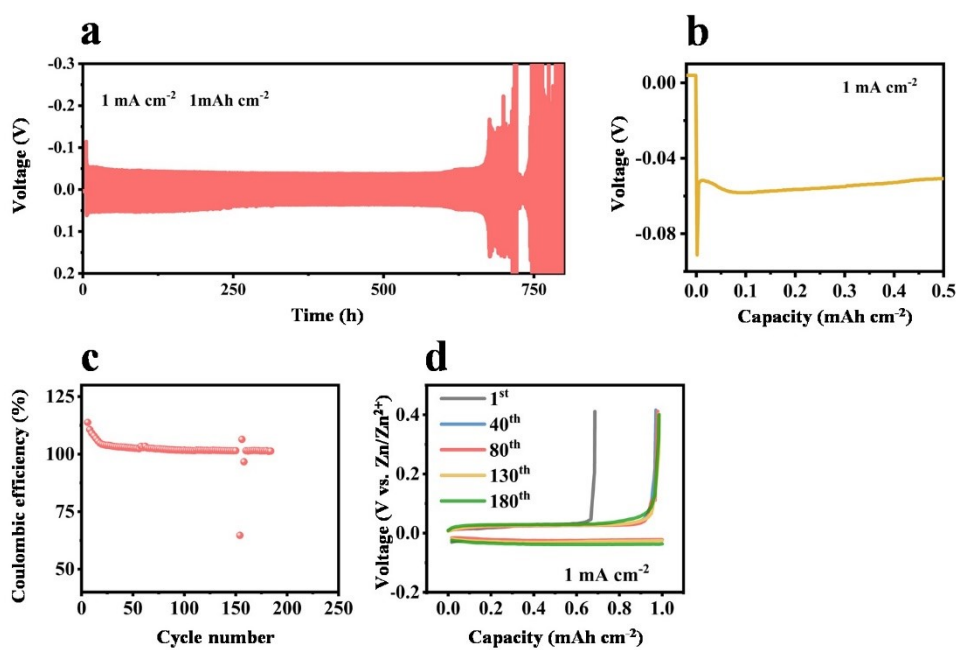 a
-0.3
-0.2
-0.1
0.0
0.1
0.2
Voltage (V)
1 mA cm⁻² 1mAh cm⁻²
0 250 500 750
Time (h)
b
0.00
-0.04
-0.08
Voltage (V)
1 mA cm⁻²
0.0 0.1 0.2 0.3 0.4 0.5
Capacity (mAh cm⁻²)
c
125
100
75
50
Coulombic efficiency (%)
0 50 100 150 200 250
Cycle number
d
0.4
0.2
0.0
-0.2
Voltage (V vs. Zn/Zn²⁺)
1ˢᵗ
40ᵗʰ
80ᵗʰ
130ᵗʰ
180ᵗʰ
1 mA cm⁻²
0.0 0.2 0.4 0.6 0.8 1.0
Capacity (mAh cm⁻²)